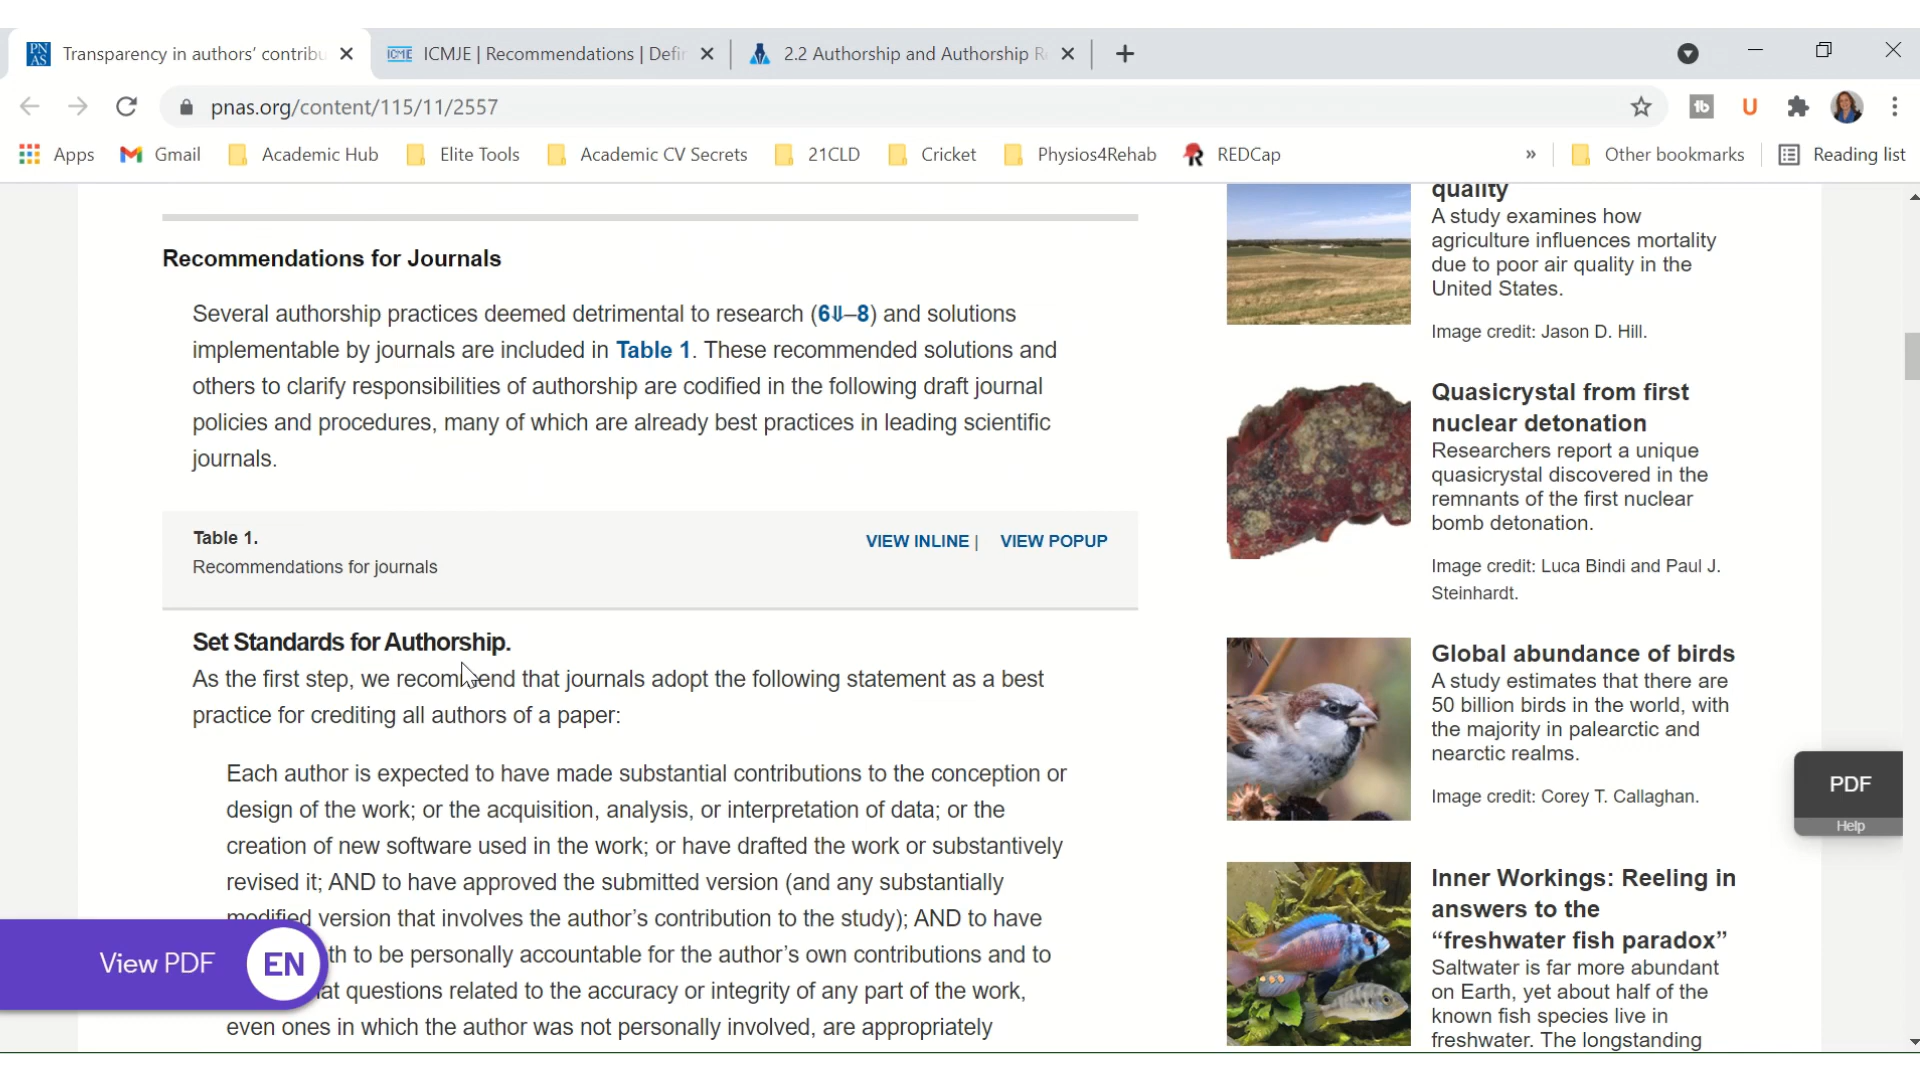 PN
AS
Transparency in authors’ contribu
ICMJE
ICMJE | Recommendations | Defin
2.2 Authorship and Authorship R
pnas.org/content/115/11/2557
Apps
Gmail
Academic Hub
Elite Tools
Academic CV Secrets
21CLD
Cricket
Physios4Rehab
REDCap
»
Other bookmarks
Reading list
Recommendations for Journals
Several authorship practices deemed detrimental to research (6⇓–8) and solutions
implementable by journals are included in Table 1. These recommended solutions and
others to clarify responsibilities of authorship are codified in the following draft journal
policies and procedures, many of which are already best practices in leading scientific
journals.
Table 1.
VIEW INLINE | VIEW POPUP
Recommendations for journals
Set Standards for Authorship.
As the first step, we recommend that journals adopt the following statement as a best
practice for crediting all authors of a paper:
Each author is expected to have made substantial contributions to the conception or
design of the work; or the acquisition, analysis, or interpretation of data; or the
creation of new software used in the work; or have drafted the work or substantively
revised it; AND to have approved the submitted version (and any substantially
modified version that involves the author’s contribution to the study); AND to have
th to be personally accountable for the author’s own contributions and to
at questions related to the accuracy or integrity of any part of the work,
even ones in which the author was not personally involved, are appropriately
View PDF EN
quality
A study examines how
agriculture influences mortality
due to poor air quality in the
United States.
Image credit: Jason D. Hill.
Quasicrystal from first
nuclear detonation
Researchers report a unique
quasicrystal discovered in the
remnants of the first nuclear
bomb detonation.
Image credit: Luca Bindi and Paul J.
Steinhardt.
Global abundance of birds
A study estimates that there are
50 billion birds in the world, with
the majority in palearctic and
nearctic realms.
Image credit: Corey T. Callaghan.
Inner Workings: Reeling in
answers to the
“freshwater fish paradox”
Saltwater is far more abundant
on Earth, yet about half of the
known fish species live in
freshwater. The longstanding
PDF
Help